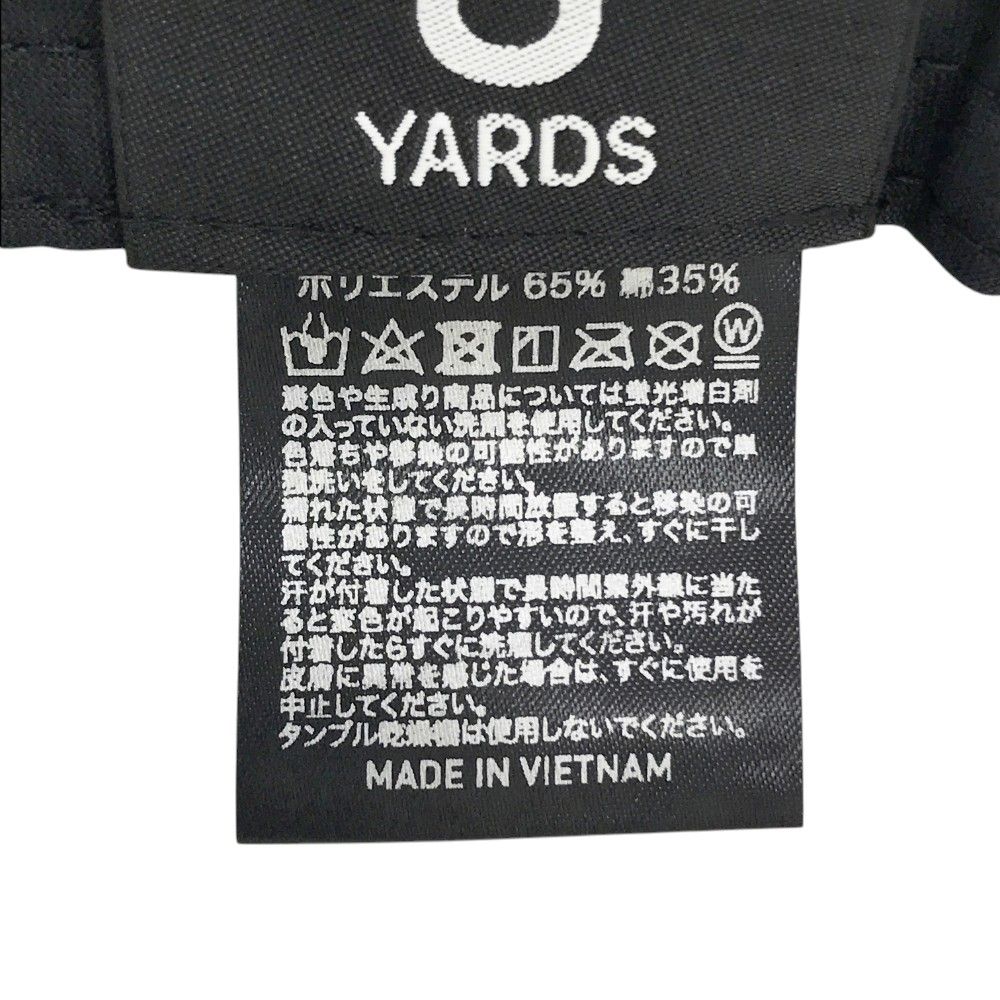 YARDS
ポリエステル 65% 綿35%
W
淡色や生成り商品については蛍光増白剤
の入っていない洗剤を使用してください。
色落ちや移染の可能性がありますので単
独洗いをしてください。
濡れた状態で長時間放置すると移染の可
能性がありますので形を整え、すぐに干し
てください。
汗が付着した状態で長時間紫外線に当た
ると変色が起こりやすいので、汗や汚れが
付着したらすぐに洗濯してください。
皮膚に異常を感じた場合は、すぐに使用を
中止してください。
タンブル乾燥機は使用しないでください。
MADE IN VIETNAM